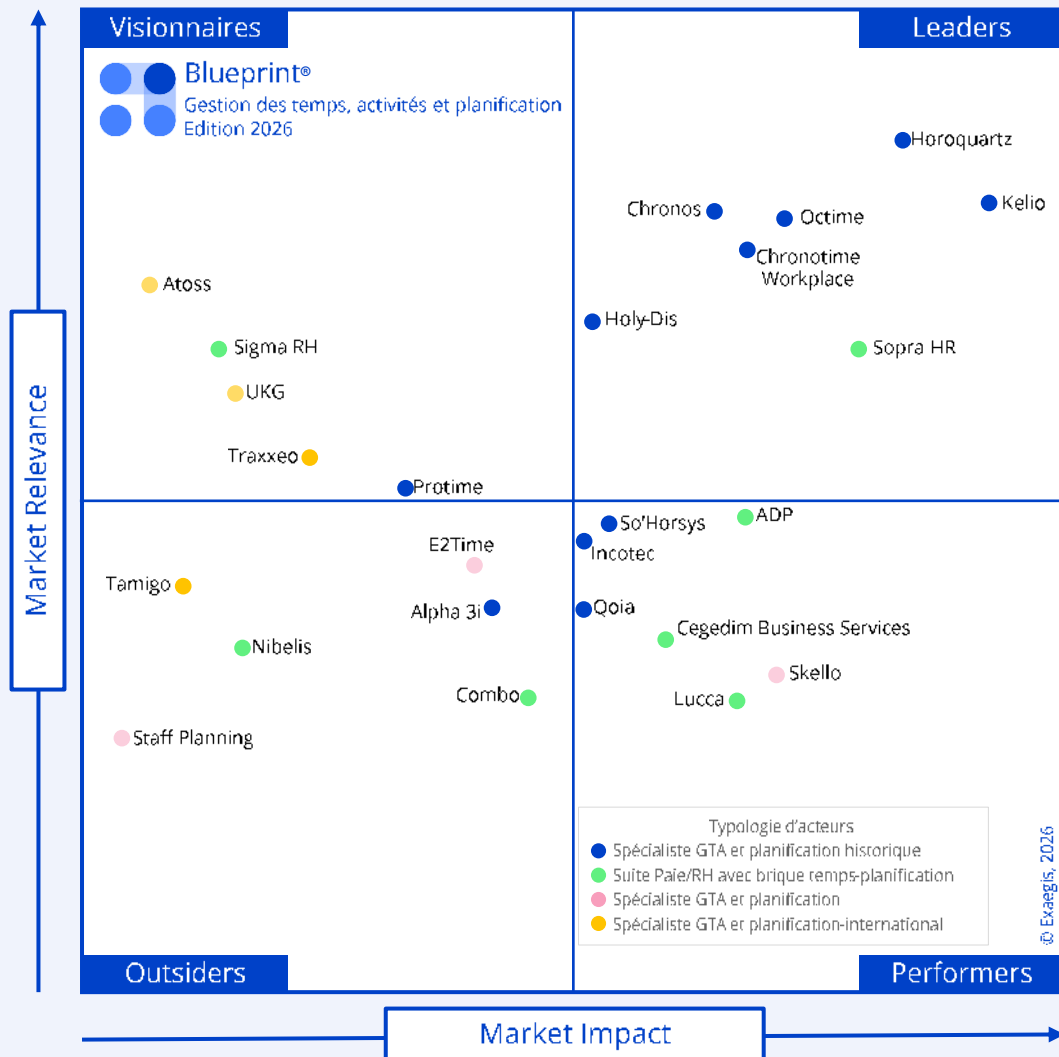 Visionnaires
Leaders
Blueprint®
Gestion des temps, activités et planification
Edition 2026
Horoquartz
Kelio
Chronos
Octime
Chronotime
Workplace
Atoss
Holy-Dis
Sigma RH
Sopra HR
UKG
Traxxeo
Protime
Market Relevance
So'Horsys
ADP
E2Time
Incotec
Tamigo
Alpha 3i
Qoia
Cegedim Business Services
Nibelis
Skello
Combo
Lucca
Staff Planning
Typologie d'acteurs
Spécialiste GTA et planification historique
Suite Paie/RH avec brique temps-planification
Spécialiste GTA et planification
Spécialiste GTA et planification-international
© Exaegis, 2026
Outsiders
Performers
Market Impact